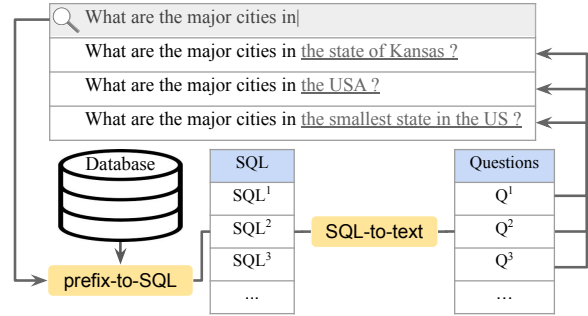 What are the major cities in
What are the major cities in the state of Kansas ?
What are the major cities in the USA ?
What are the major cities in the smallest state in the US ?
Database
SQL
Questions
SQL¹
Q¹
SQL²
SQL-to-text
Q²
SQL³
Q³
prefix-to-SQL
...
...